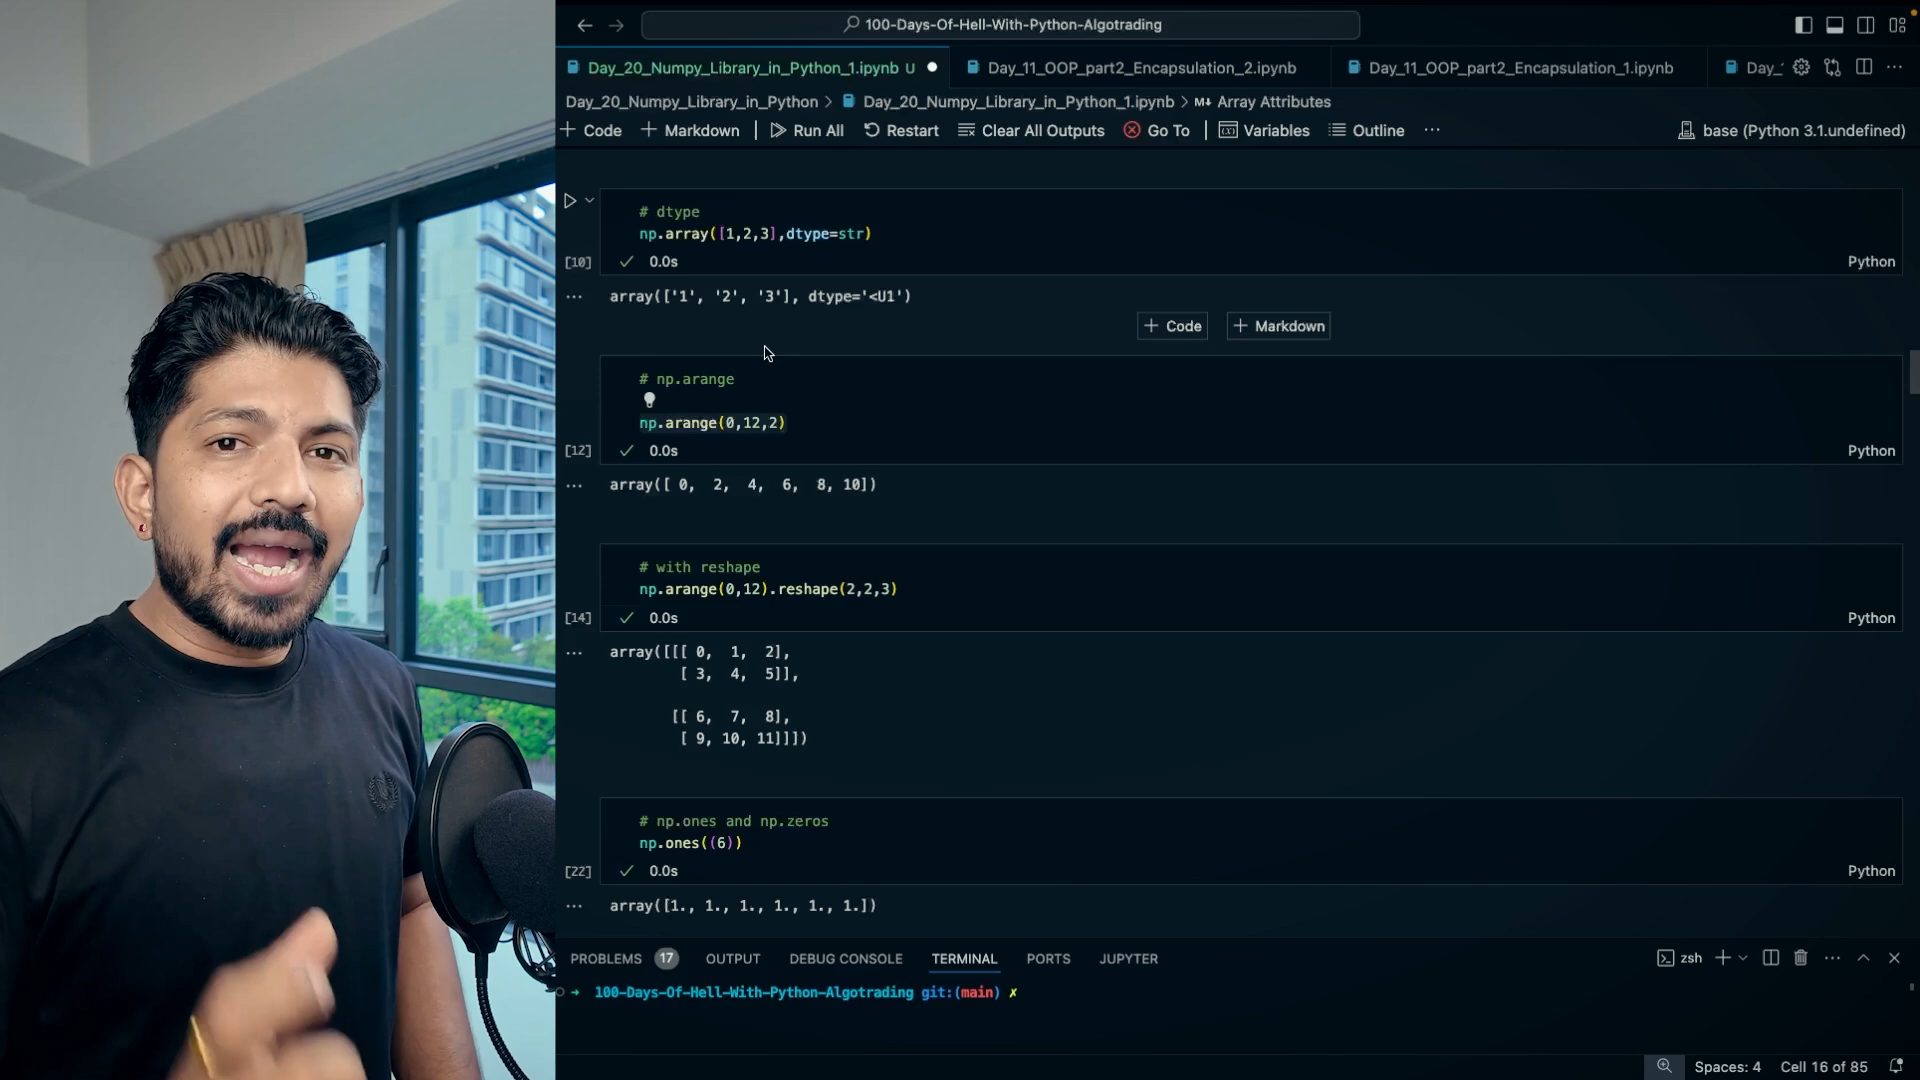 100-Days-Of-Hell-With-Python-Algotrading
Day_20_Numpy_Library_in_Python_1.ipynb U
Day_11_OOP_part2_Encapsulation_2.ipynb
Day_11_OOP_part2_Encapsulation_1.ipynb
Day_
Day_20_Numpy_Library_in_Python > Day_20_Numpy_Library_in_Python_1.ipynb > M↓ Array Attributes
+ Code + Markdown | Run All Restart Clear All Outputs Go To | Variables Outline ...
base (Python 3.1.undefined)
# dtype
np.array([1,2,3],dtype=str)
[10] ✓ 0.0s Python
... array(['1', '2', '3'], dtype='<U1')
+ Code + Markdown
# np.arange
np.arange(0,12,2)
[12] ✓ 0.0s Python
... array([ 0, 2, 4, 6, 8, 10])
# with reshape
np.arange(0,12).reshape(2,2,3)
[14] ✓ 0.0s Python
... array([[[ 0, 1, 2],
[ 3, 4, 5]],
[[ 6, 7, 8],
[ 9, 10, 11]]])
# np.ones and np.zeros
np.ones((6))
[22] ✓ 0.0s Python
... array([1., 1., 1., 1., 1., 1.])
PROBLEMS 17 OUTPUT DEBUG CONSOLE TERMINAL PORTS JUPYTER
zsh
→ 100-Days-Of-Hell-With-Python-Algotrading git:(main) ✗
Spaces: 4 Cell 16 of 85